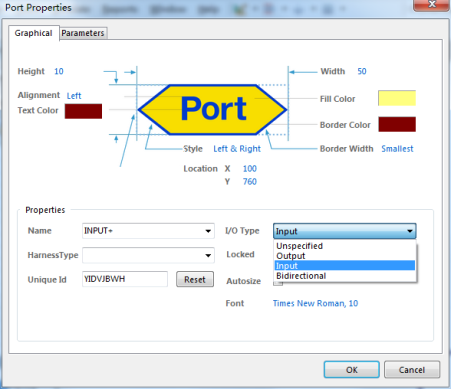 Port Properties
Graphical Parameters
Height 10
Width 50
Alignment Left
Text Color
Port
Fill Color
Border Color
Style Left & Right
Border Width Smallest
Location X 100
Y 760
Properties
Name INPUT+
I/O Type Input
HarnessType
Locked
Unspecified
Output
Input
Bidirectional
Unique Id YIDVJBWH Reset
Autosize
Font Times New Roman, 10
OK Cancel